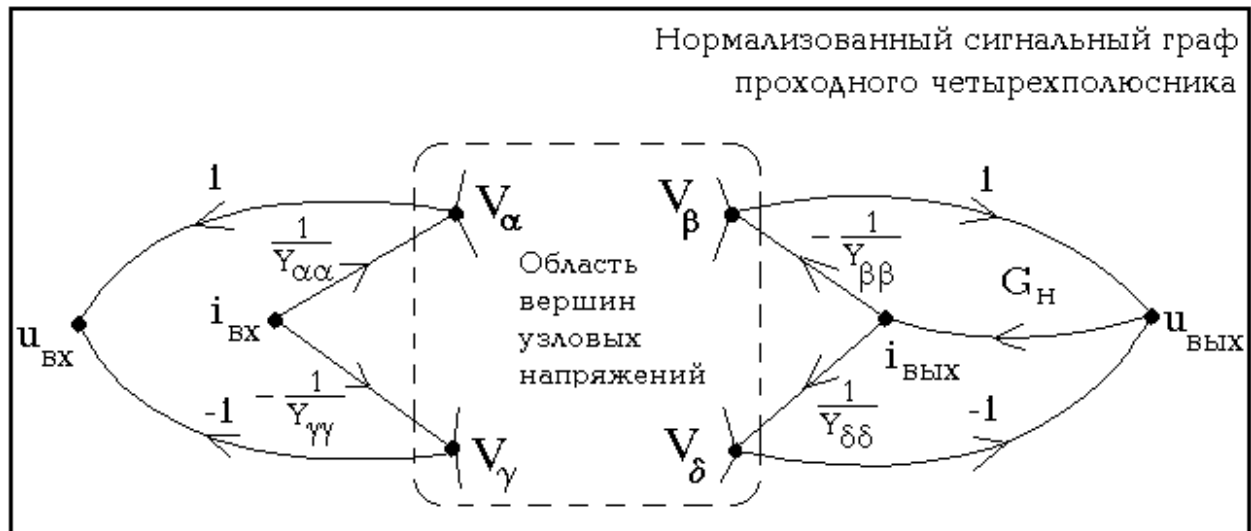 Нормализованный сигнальный граф
проходного четырехполюсника
1
1
V_α
V_β
1/Y_αα
-1/Y_ββ
Область
вершин
узловых
напряжений
G_н
u_вх
i_вх
i_вых
u_вых
-1/Y_γγ
1/Y_δδ
-1
-1
V_γ
V_δ